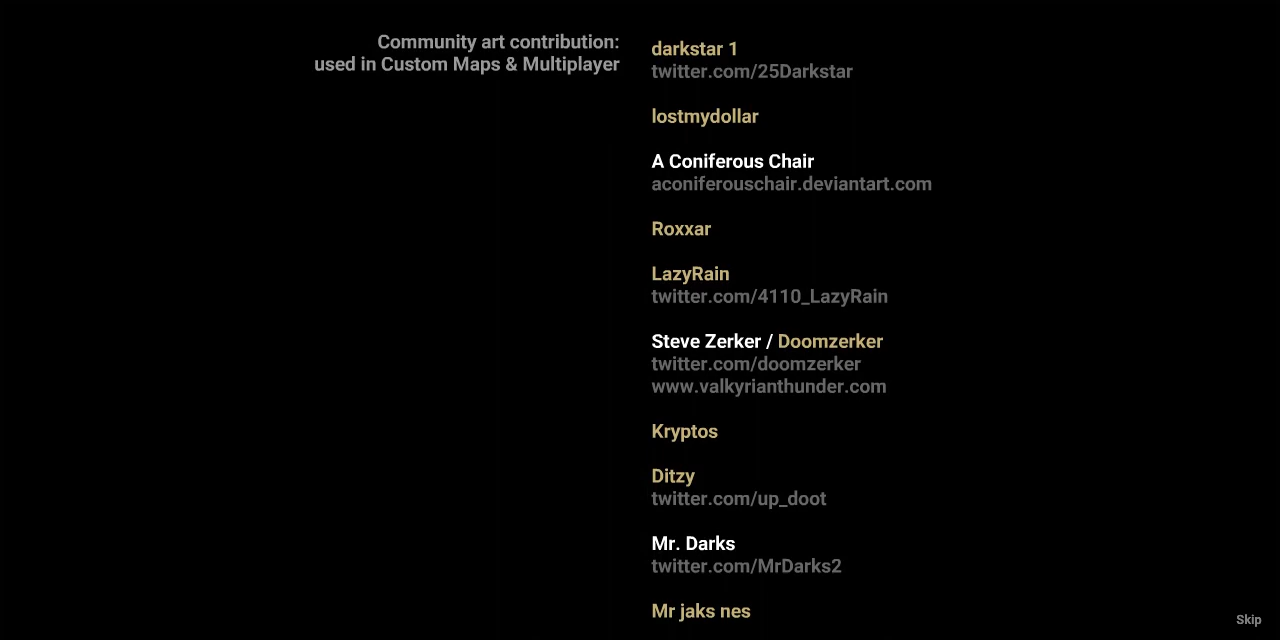 Community art contribution:
used in Custom Maps & Multiplayer
darkstar 1
twitter.com/25Darkstar
lostmydollar
A Coniferous Chair
aconiferouschair.deviantart.com
Roxxar
LazyRain
twitter.com/4110_LazyRain
Steve Zerker / Doomzerker
twitter.com/doomzerker
www.valkyrianthunder.com
Kryptos
Ditzy
twitter.com/up_doot
Mr. Darks
twitter.com/MrDarks2
Mr jaks nes
Skip